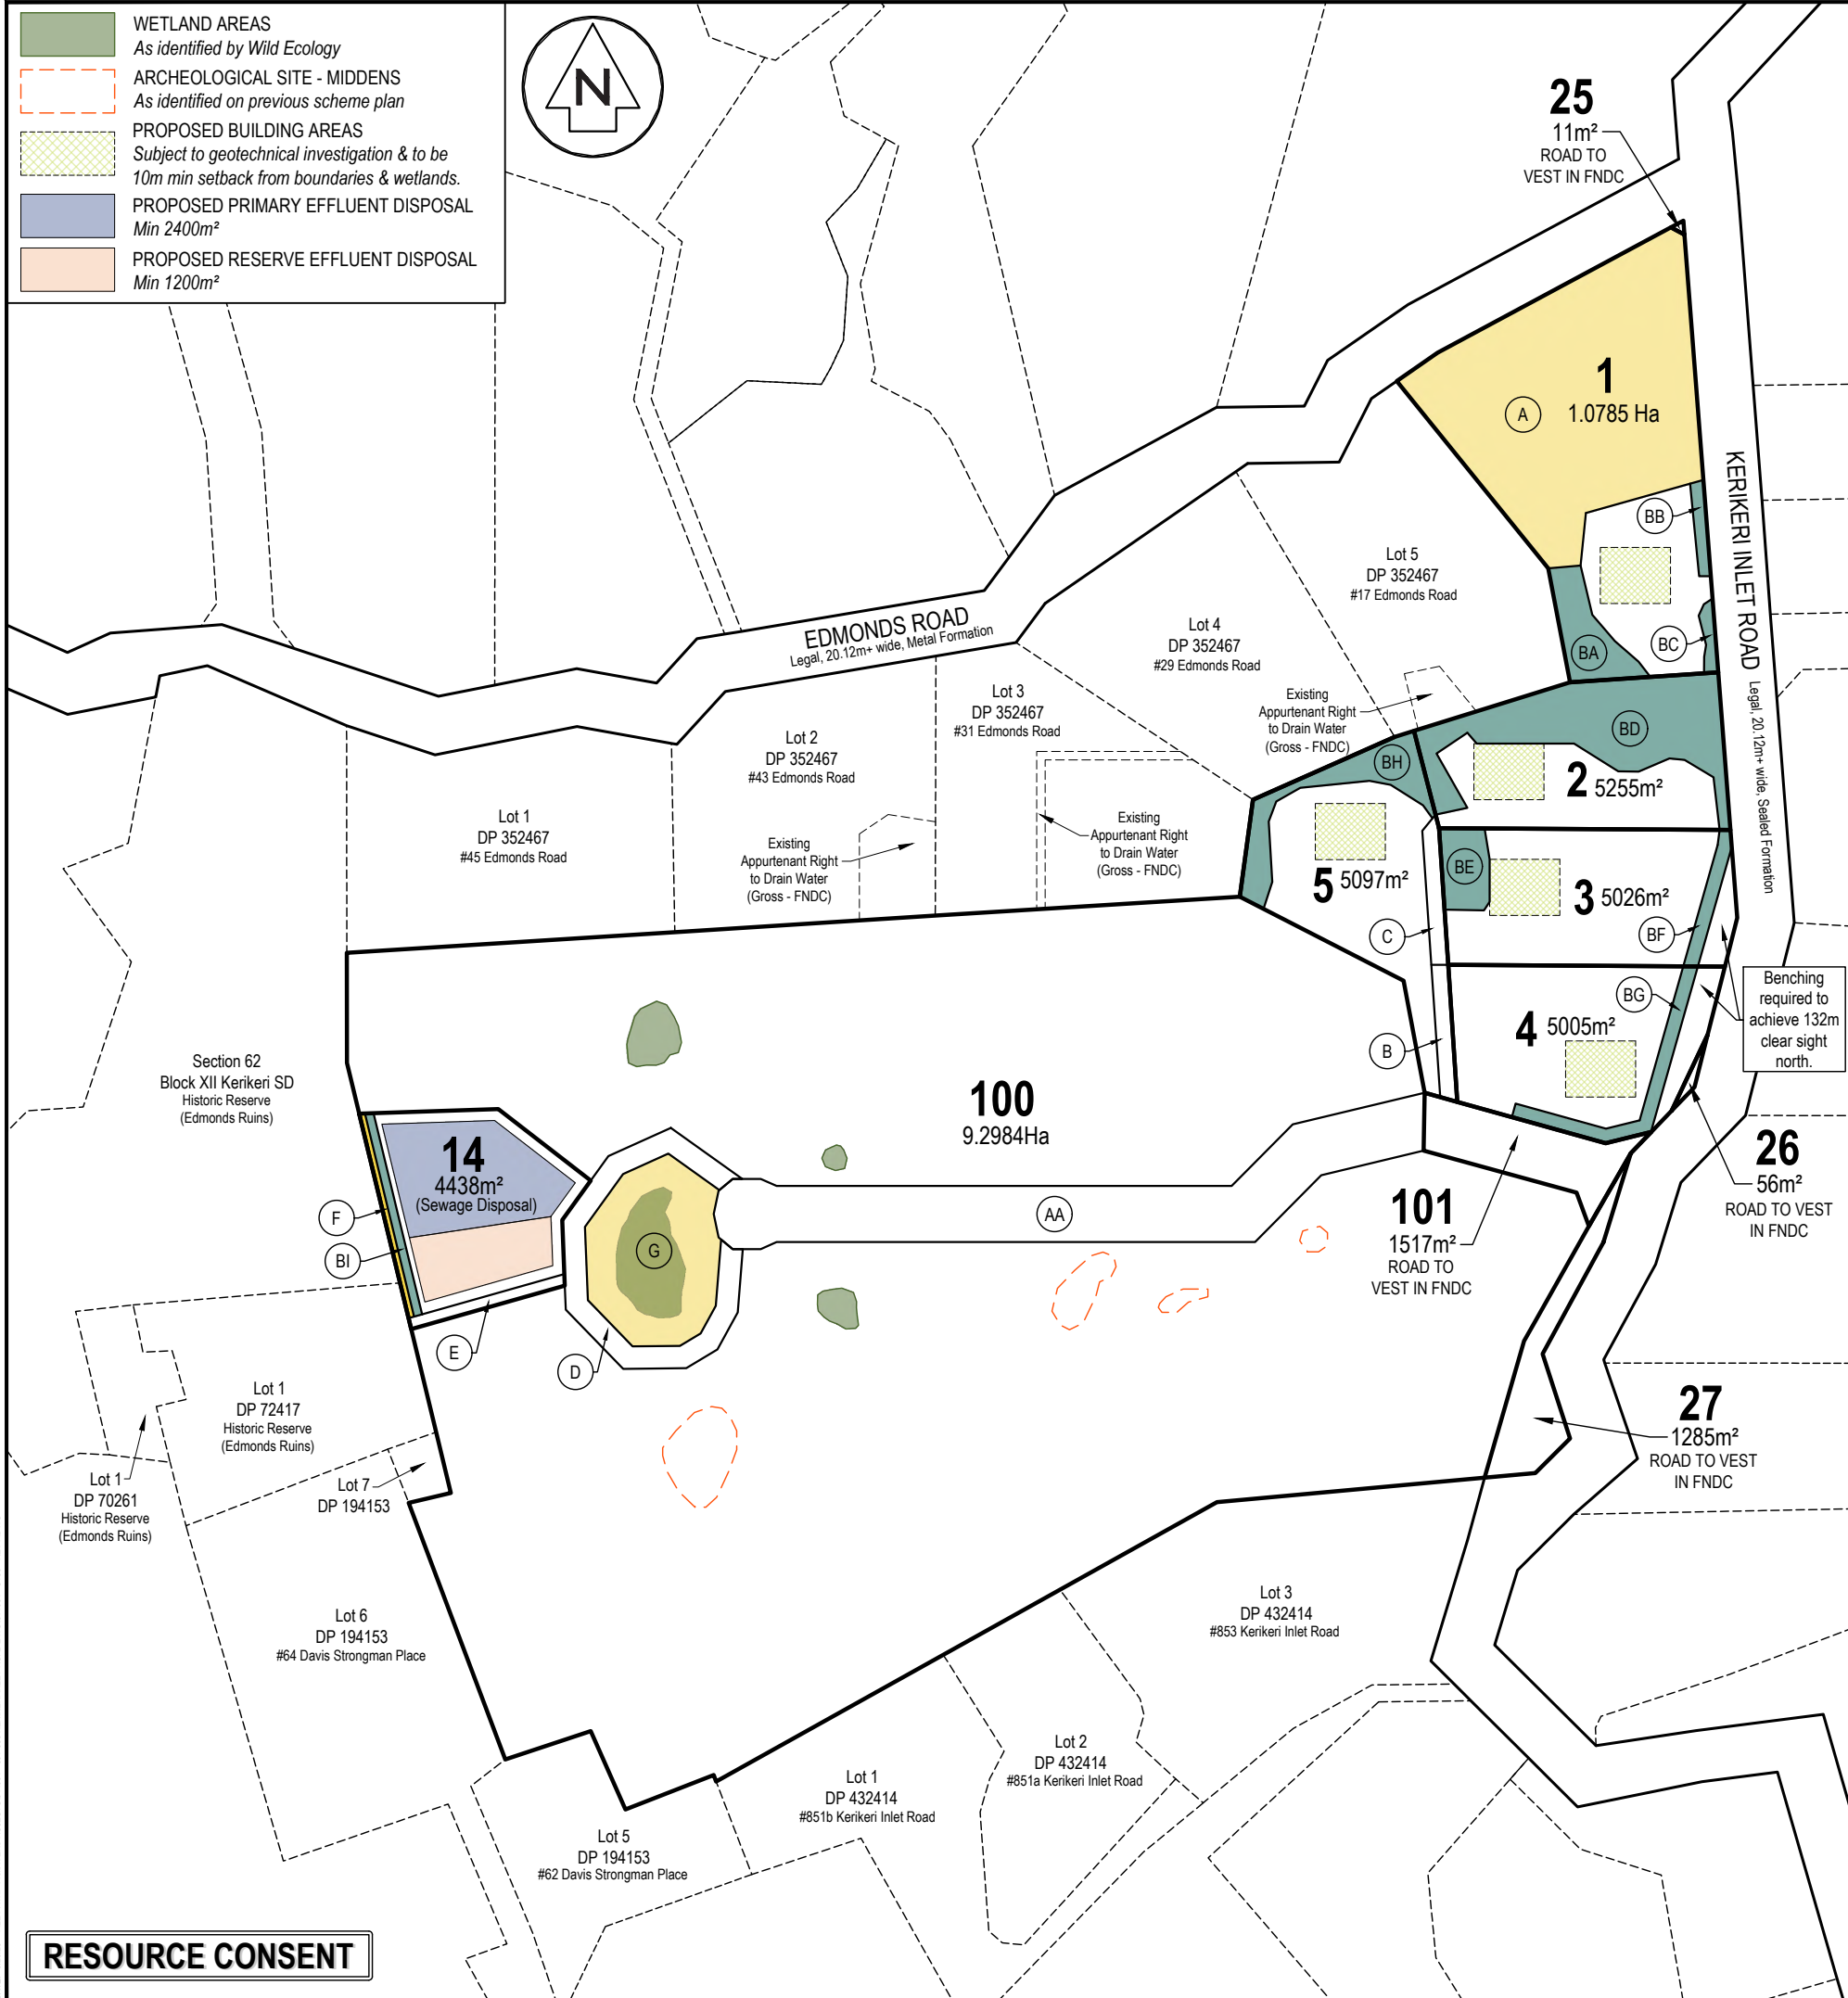 WETLAND AREAS
As identified by Wild Ecology
ARCHEOLOGICAL SITE - MIDDENS
As identified on previous scheme plan
PROPOSED BUILDING AREAS
Subject to geotechnical investigation & to be
10m min setback from boundaries & wetlands.
PROPOSED PRIMARY EFFLUENT DISPOSAL
Min 2400m²
PROPOSED RESERVE EFFLUENT DISPOSAL
Min 1200m²
N
25
11m²
ROAD TO
VEST IN FNDC
1
1.0785 Ha
A
BB
KERIKERI INLET ROAD
Legal, 20.12m+ wide, Sealed Formation
BC
BA
Lot 5
DP 352467
#17 Edmonds Road
Lot 4
DP 352467
#29 Edmonds Road
EDMONDS ROAD
Legal, 20.12m+ wide, Metal Formation
Lot 3
DP 352467
#31 Edmonds Road
Lot 2
DP 352467
#43 Edmonds Road
Lot 1
DP 352467
#45 Edmonds Road
Existing
Appurtenant Right
to Drain Water
(Gross - FNDC)
Existing
Appurtenant Right
to Drain Water
(Gross - FNDC)
Existing
Appurtenant Right
to Drain Water
(Gross - FNDC)
BD
BH
2 5255m²
BE
5 5097m²
3 5026m²
C
BF
BG
4 5005m²
B
Benching
required to
achieve 132m
clear sight
north.
Section 62
Block XII Kerikeri SD
Historic Reserve
(Edmonds Ruins)
100
9.2984Ha
14
4438m²
(Sewage Disposal)
F
BI
G
AA
E
D
101
1517m²
ROAD TO
VEST IN FNDC
26
56m²
ROAD TO VEST
IN FNDC
27
1285m²
ROAD TO VEST
IN FNDC
Lot 1
DP 72417
Historic Reserve
(Edmonds Ruins)
Lot 1
DP 70261
Historic Reserve
(Edmonds Ruins)
Lot 7
DP 194153
Lot 6
DP 194153
#64 Davis Strongman Place
Lot 3
DP 432414
#853 Kerikeri Inlet Road
Lot 2
DP 432414
#851a Kerikeri Inlet Road
Lot 1
DP 432414
#851b Kerikeri Inlet Road
Lot 5
DP 194153
#62 Davis Strongman Place
RESOURCE CONSENT